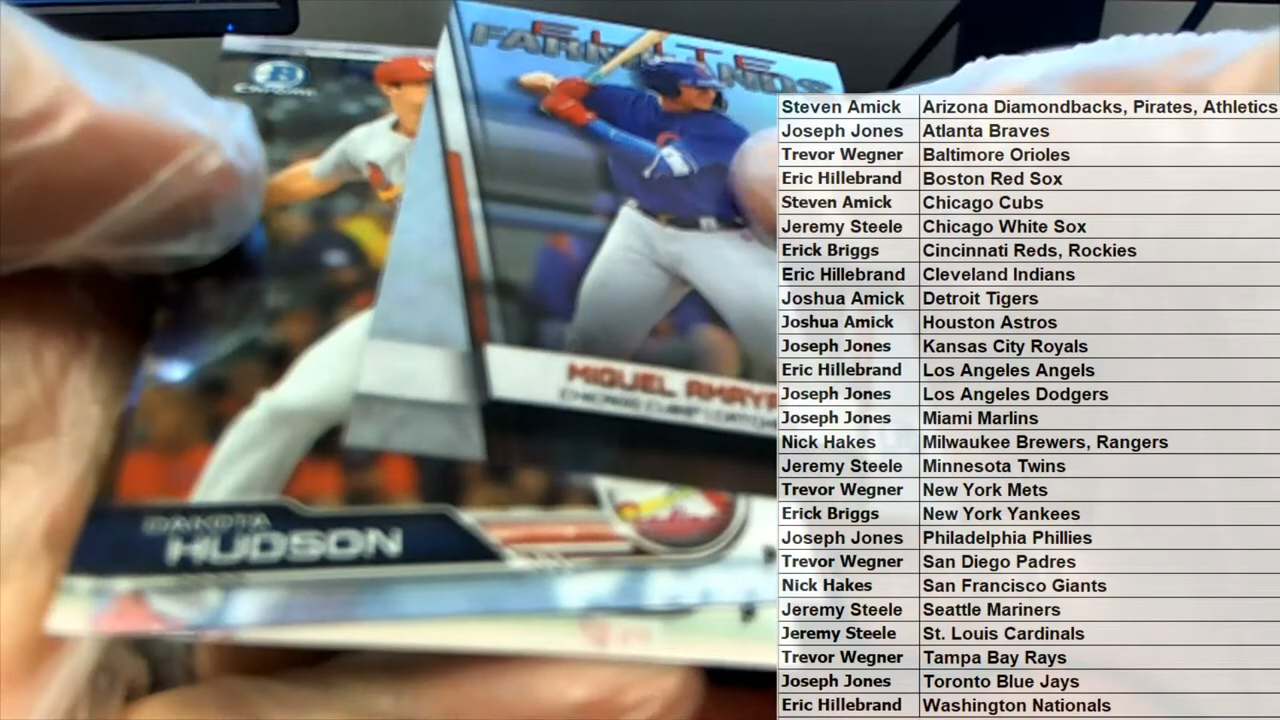 ELITE
FARMHANDS
CHROME
MIGUEL AMAYA
CHICAGO CUBS
DAKOTA
HUDSON
Steven Amick Arizona Diamondbacks, Pirates, Athletics
Joseph Jones Atlanta Braves
Trevor Wegner Baltimore Orioles
Eric Hillebrand Boston Red Sox
Steven Amick Chicago Cubs
Jeremy Steele Chicago White Sox
Erick Briggs Cincinnati Reds, Rockies
Eric Hillebrand Cleveland Indians
Joshua Amick Detroit Tigers
Joshua Amick Houston Astros
Joseph Jones Kansas City Royals
Eric Hillebrand Los Angeles Angels
Joseph Jones Los Angeles Dodgers
Joseph Jones Miami Marlins
Nick Hakes Milwaukee Brewers, Rangers
Jeremy Steele Minnesota Twins
Trevor Wegner New York Mets
Erick Briggs New York Yankees
Joseph Jones Philadelphia Phillies
Trevor Wegner San Diego Padres
Nick Hakes San Francisco Giants
Jeremy Steele Seattle Mariners
Jeremy Steele St. Louis Cardinals
Trevor Wegner Tampa Bay Rays
Joseph Jones Toronto Blue Jays
Eric Hillebrand Washington Nationals